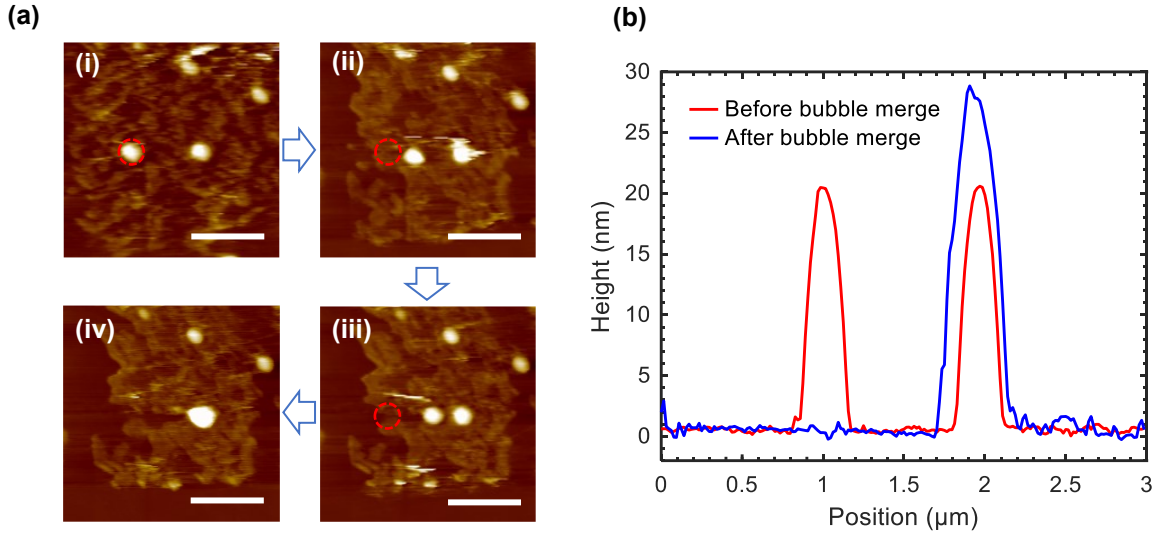 (a)
(i)
(ii)
(iv)
(iii)
(b)
30
25
20
15
10
5
0
Height (nm)
Before bubble merge
After bubble merge
0 0.5 1 1.5 2 2.5 3
Position (μm)